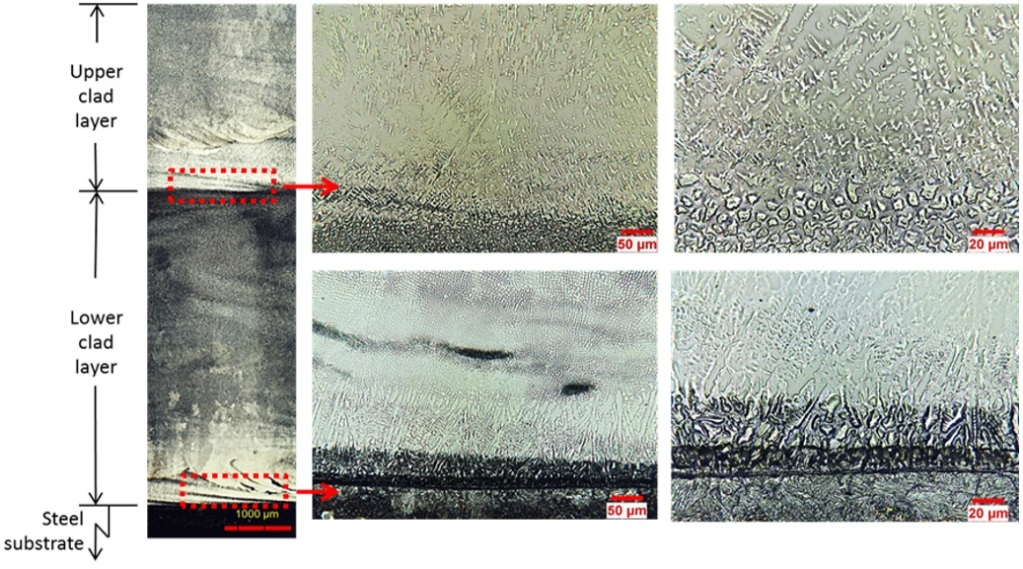 Upper
clad
layer
Lower
clad
layer
Steel
substrate
1000 µm
50 µm
20 µm
50 µm
20 µm